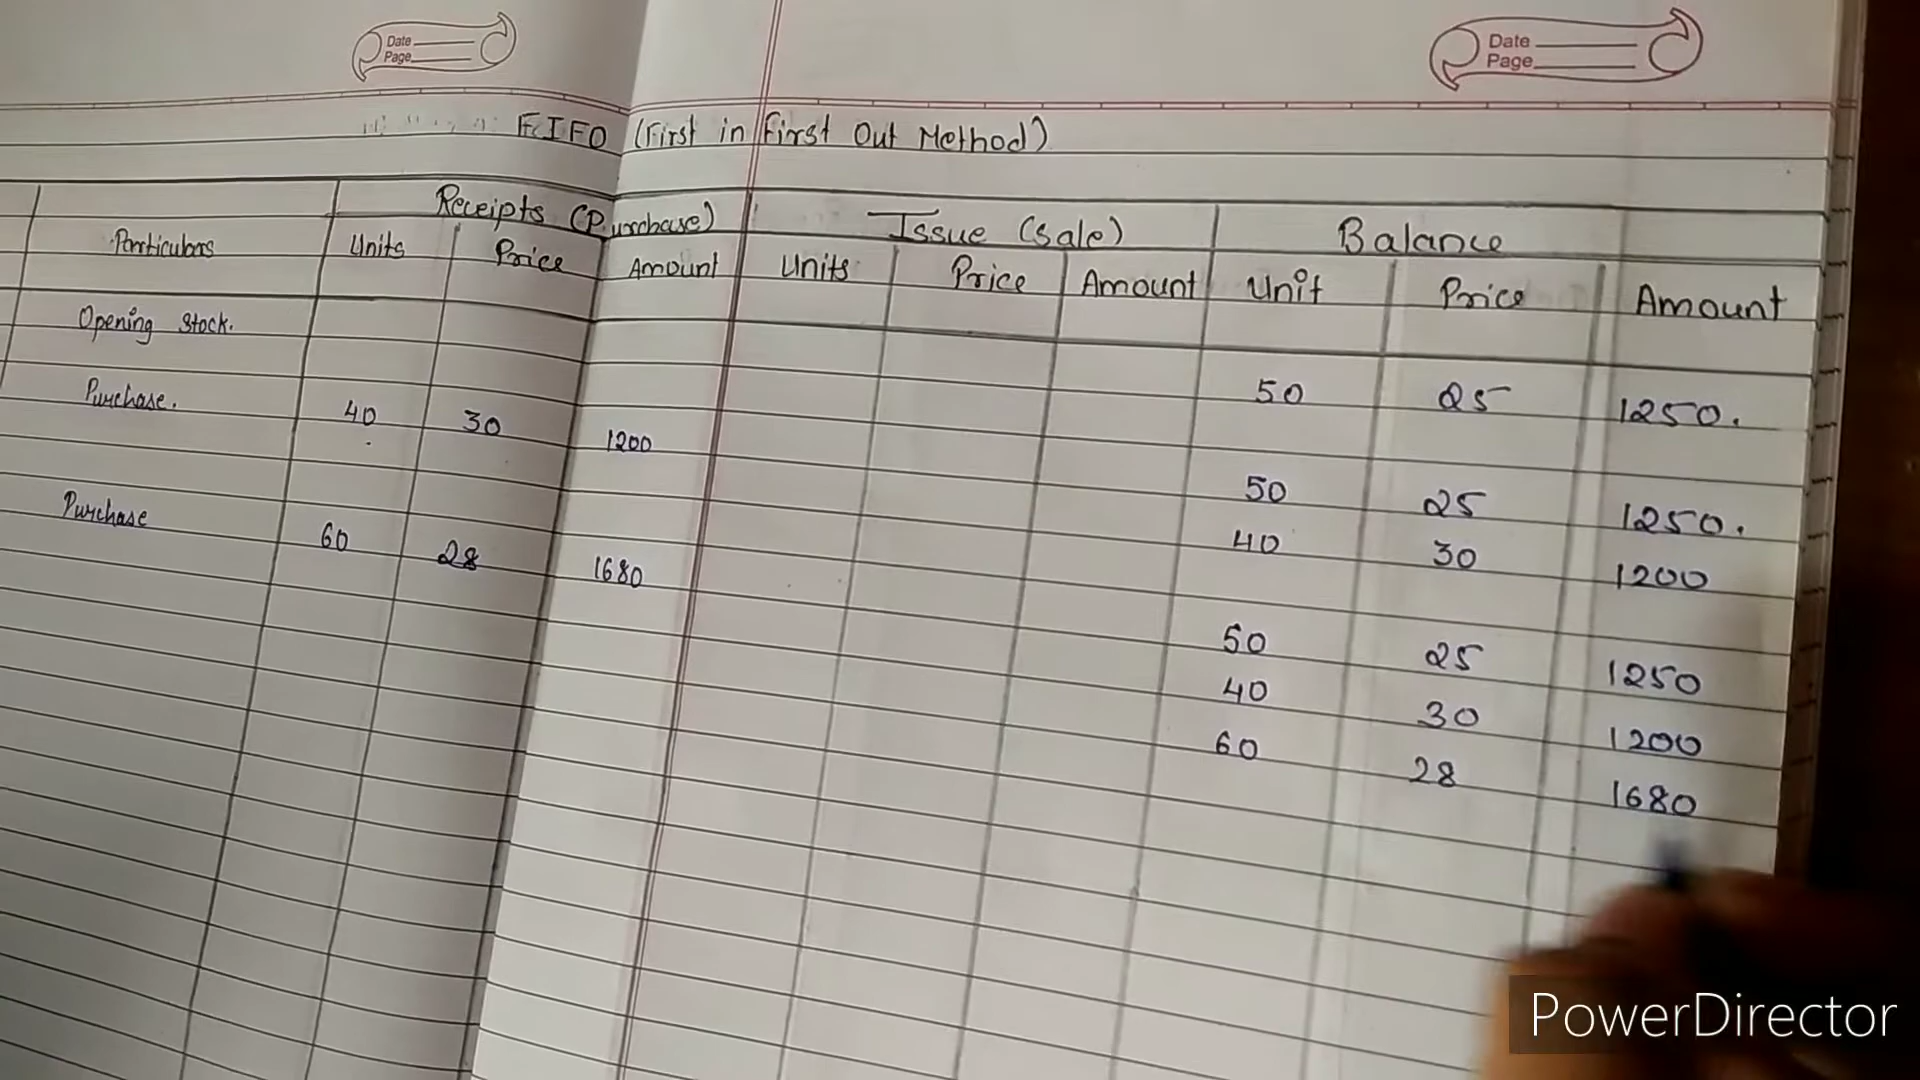 Date
Page
Date
Page
FIFO (First in First Out Method)
Receipts (Purchase) Issue (Sale) Balance
Particulars Units Price Amount Units Price Amount Unit Price Amount
Opening Stock.
50 25 1250.
Purchase. 40 30 1200
50 25 1250.
40 30 1200
Purchase 60 28 1680
50 25 1250
40 30 1200
60 28 1680
PowerDirector